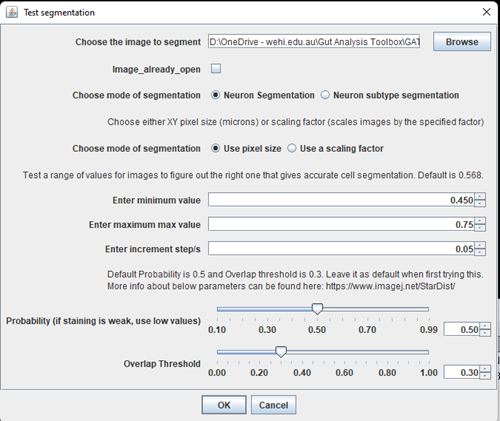 Test segmentation
Choose the image to segment D:\OneDrive - wehi.edu.au\Gut Analysis Toolbox\GAT Browse
Image_already_open
Choose mode of segmentation Neuron Segmentation Neuron subtype segmentation
Choose either XY pixel size (microns) or scaling factor (scales images by the specified factor)
Choose mode of segmentation Use pixel size Use a scaling factor
Test a range of values for images to figure out the right one that gives accurate cell segmentation. Default is 0.568.
Enter minimum value 0.450
Enter maximum max value 0.75
Enter increment step/s 0.05
Default Probability is 0.5 and Overlap threshold is 0.3. Leave it as default when first trying this.
More info about below parameters can be found here: https://www.imagej.net/StarDist/
Probability (if staining is weak, use low values) 0.10 0.30 0.50 0.70 0.99 0.50
Overlap Threshold 0.00 0.20 0.40 0.60 0.80 1.00 0.30
OK Cancel